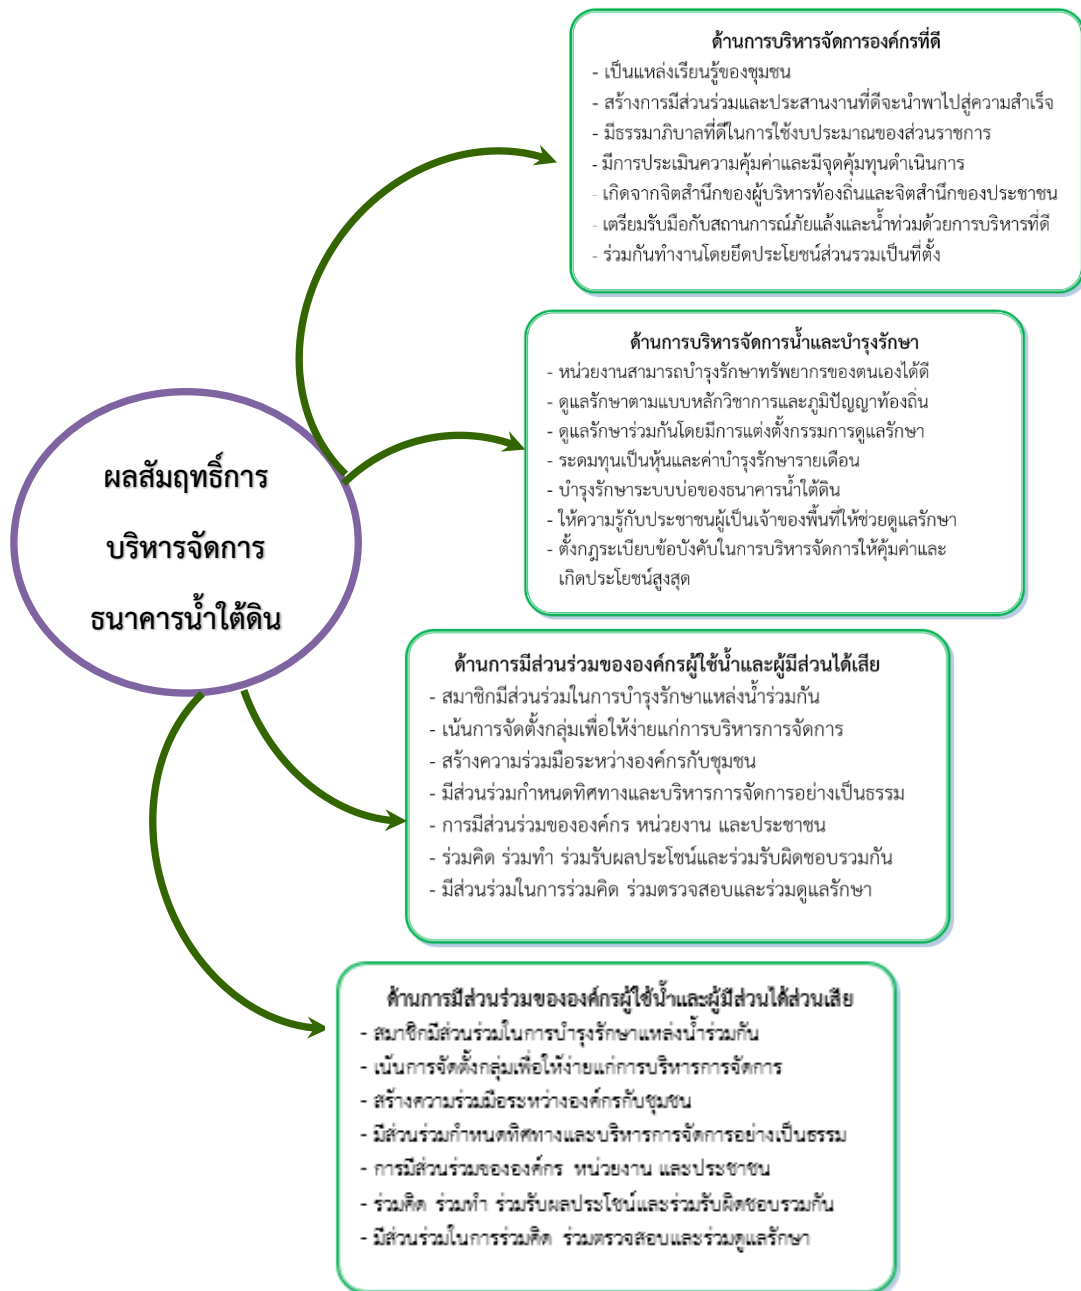 ด้านการบริหารจัดการองค์กรที่ดี
- เป็นแหล่งเรียนรู้ของชุมชน
- สร้างการมีส่วนร่วมและประสานงานที่ดีจะนำพาไปสู่ความสำเร็จ
- มีธรรมาภิบาลที่ดีในการใช้งบประมาณของส่วนราชการ
- มีการประเมินความคุ้มค่าและมีจุดคุ้มทุนดำเนินการ
- เกิดจากจิตสำนึกของผู้บริหารท้องถิ่นและจิตสำนึกของประชาชน
- เตรียมรับมือกับสถานการณ์ภัยแล้งและน้ำท่วมด้วยการบริหารที่ดี
- ร่วมกันทำงานโดยยึดประโยชน์ส่วนรวมเป็นที่ตั้ง
ด้านการบริหารจัดการน้ำและบำรุงรักษา
- หน่วยงานสามารถบำรุงรักษาทรัพยากรของตนเองได้ดี
- ดูแลรักษาตามแบบหลักวิชาการและภูมิปัญญาท้องถิ่น
- ดูแลรักษาร่วมกันโดยมีการแต่งตั้งกรรมการดูแลรักษา
- ระดมทุนเป็นหุ้นและค่าบำรุงรักษารายเดือน
- บำรุงรักษาระบบบ่อของธนาคารน้ำใต้ดิน
- ให้ความรู้กับประชาชนผู้เป็นเจ้าของพื้นที่ให้ช่วยดูแลรักษา
- ตั้งกฎระเบียบข้อบังคับในการบริหารจัดการให้คุ้มค่าและ
เกิดประโยชน์สูงสุด
ผลสัมฤทธิ์การ
บริหารจัดการ
ธนาคารน้ำใต้ดิน
ด้านการมีส่วนร่วมขององค์กรผู้ใช้น้ำและผู้มีส่วนได้เสีย
- สมาชิกมีส่วนร่วมในการบำรุงรักษาแหล่งน้ำร่วมกัน
- เน้นการจัดตั้งกลุ่มเพื่อให้ง่ายแก่การบริหารการจัดการ
- สร้างความร่วมมือระหว่างองค์กรกับชุมชน
- มีส่วนร่วมกำหนดทิศทางและบริหารการจัดการอย่างเป็นธรรม
- การมีส่วนร่วมขององค์กร หน่วยงาน และประชาชน
- ร่วมคิด ร่วมทำ ร่วมรับผลประโชน์และร่วมรับผิดชอบรวมกัน
- มีส่วนร่วมในการร่วมคิด ร่วมตรวจสอบและร่วมดูแลรักษา
ด้านการมีส่วนร่วมขององค์กรผู้ใช้น้ำและผู้มีส่วนได้ส่วนเสีย
- สมาชิกมีส่วนร่วมในการบำรุงรักษาแหล่งน้ำร่วมกัน
- เน้นการจัดตั้งกลุ่มเพื่อให้ง่ายแก่การบริหารการจัดการ
- สร้างความร่วมมือระหว่างองค์กรกับชุมชน
- มีส่วนร่วมกำหนดทิศทางและบริหารการจัดการอย่างเป็นธรรม
- การมีส่วนร่วมขององค์กร หน่วยงาน และประชาชน
- ร่วมคิด ร่วมทำ ร่วมรับผลประโชน์และร่วมรับผิดชอบรวมกัน
- มีส่วนร่วมในการร่วมคิด ร่วมตรวจสอบและร่วมดูแลรักษา